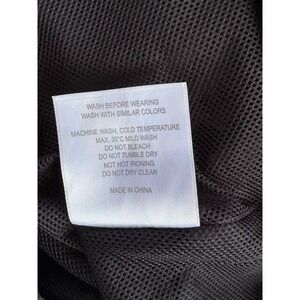 WASH BEFORE WEARING
WASH WITH SIMILAR COLORS
MACHINE WASH, COLD TEMPERATURE
MAX. 30°C MILD WASH
DO NOT BLEACH
DO NOT TUMBLE DRY
NOT HOT IRONING
DO NOT DRY CLEAN
MADE IN CHINA